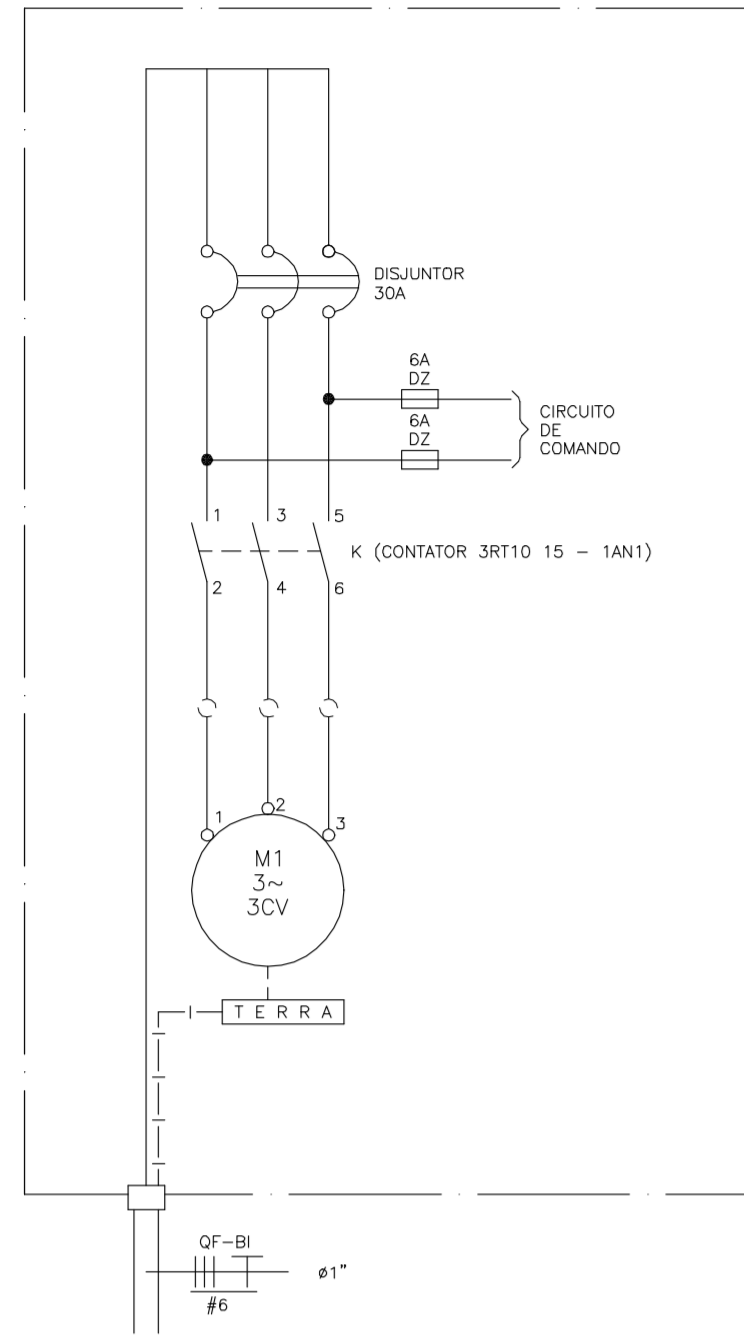 DISJUNTOR
30A
6A
DZ
6A
DZ
CIRCUITO
DE
COMANDO
1 3 5
K (CONTATOR 3RT10 15 – 1AN1)
2 4 6
1 2 3
M1
3~
3CV
T E R R A
QF–BI
ø1"
#6